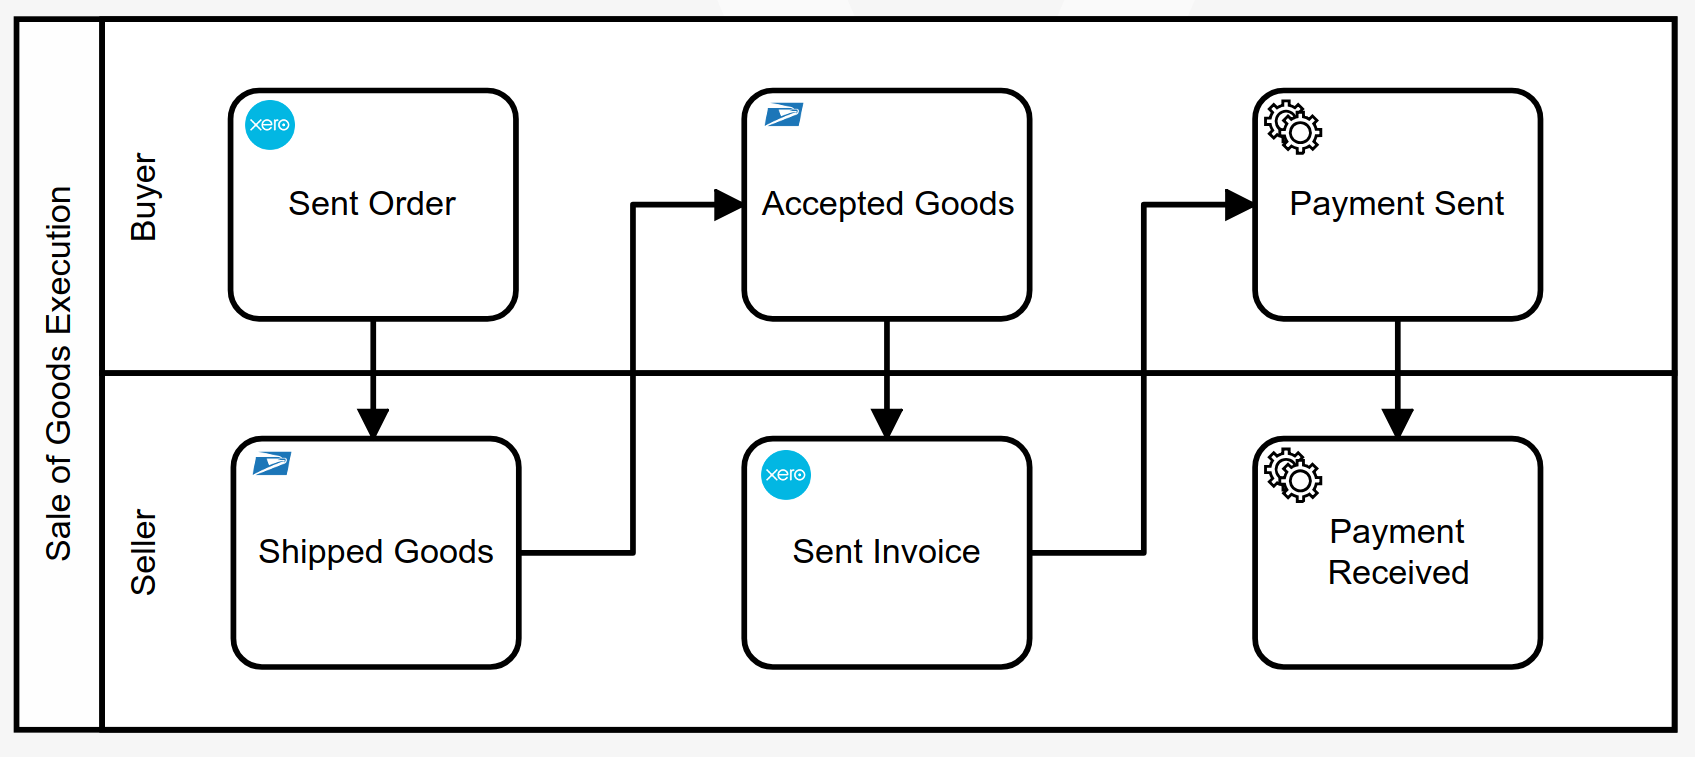 Sale of Goods Execution
Buyer
xero
Sent Order
Accepted Goods
Payment Sent
Seller
Shipped Goods
xero
Sent Invoice
Payment
Received